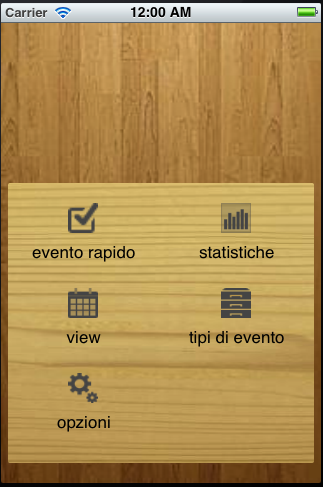 Carrier 12:00 AM
evento rapido statistiche
view tipi di evento
opzioni